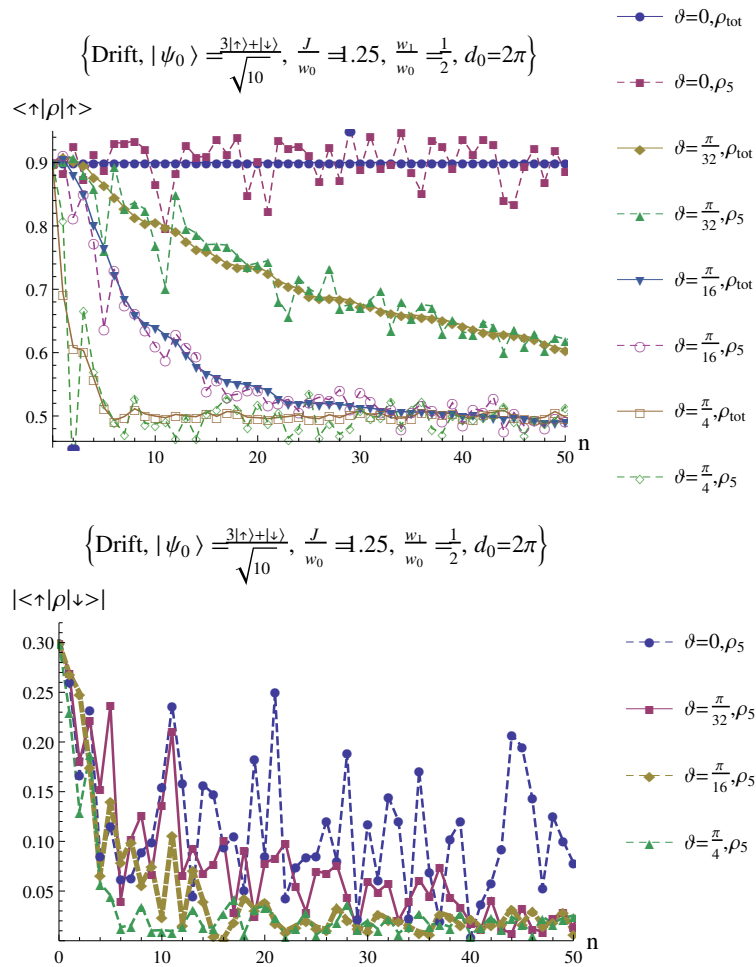 {Drift, |ψ₀⟩=(3|↑⟩+|↓⟩)/√10, J/w₀=1.25, w₁/w₀=1/2, d₀=2π}
<↑|ρ|↑>
0.9
0.8
0.7
0.6
0.5
10
20
30
40
50
n
ϑ=0,ρ_tot
ϑ=0,ρ₅
ϑ=π/32,ρ_tot
ϑ=π/32,ρ₅
ϑ=π/16,ρ_tot
ϑ=π/16,ρ₅
ϑ=π/4,ρ_tot
ϑ=π/4,ρ₅
{Drift, |ψ₀⟩=(3|↑⟩+|↓⟩)/√10, J/w₀=1.25, w₁/w₀=1/2, d₀=2π}
|<↑|ρ|↓>|
0.30
0.25
0.20
0.15
0.10
0.05
0
10
20
30
40
50
n
ϑ=0,ρ₅
ϑ=π/32,ρ₅
ϑ=π/16,ρ₅
ϑ=π/4,ρ₅